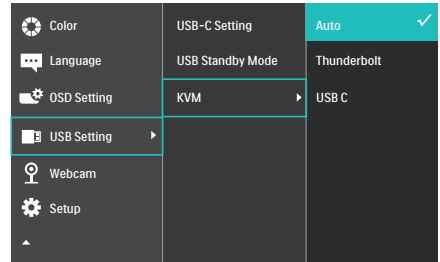 Color
Language
OSD Setting
USB Setting
Webcam
Setup
USB-C Setting
USB Standby Mode
KVM
Auto
Thunderbolt
USB C